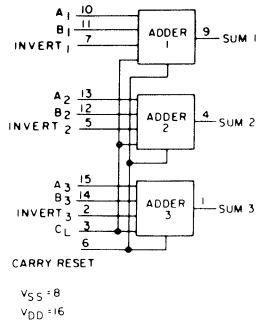 A1 10
B1 11
INVERT1 7
ADDER 1
9 SUM 1
A2 13
B2 12
INVERT2 5
ADDER 2
4 SUM 2
A3 15
B3 14
INVERT3 2
CL 3
ADDER 3
1 SUM 3
6
CARRY RESET
VSS = 8
VDD = 16